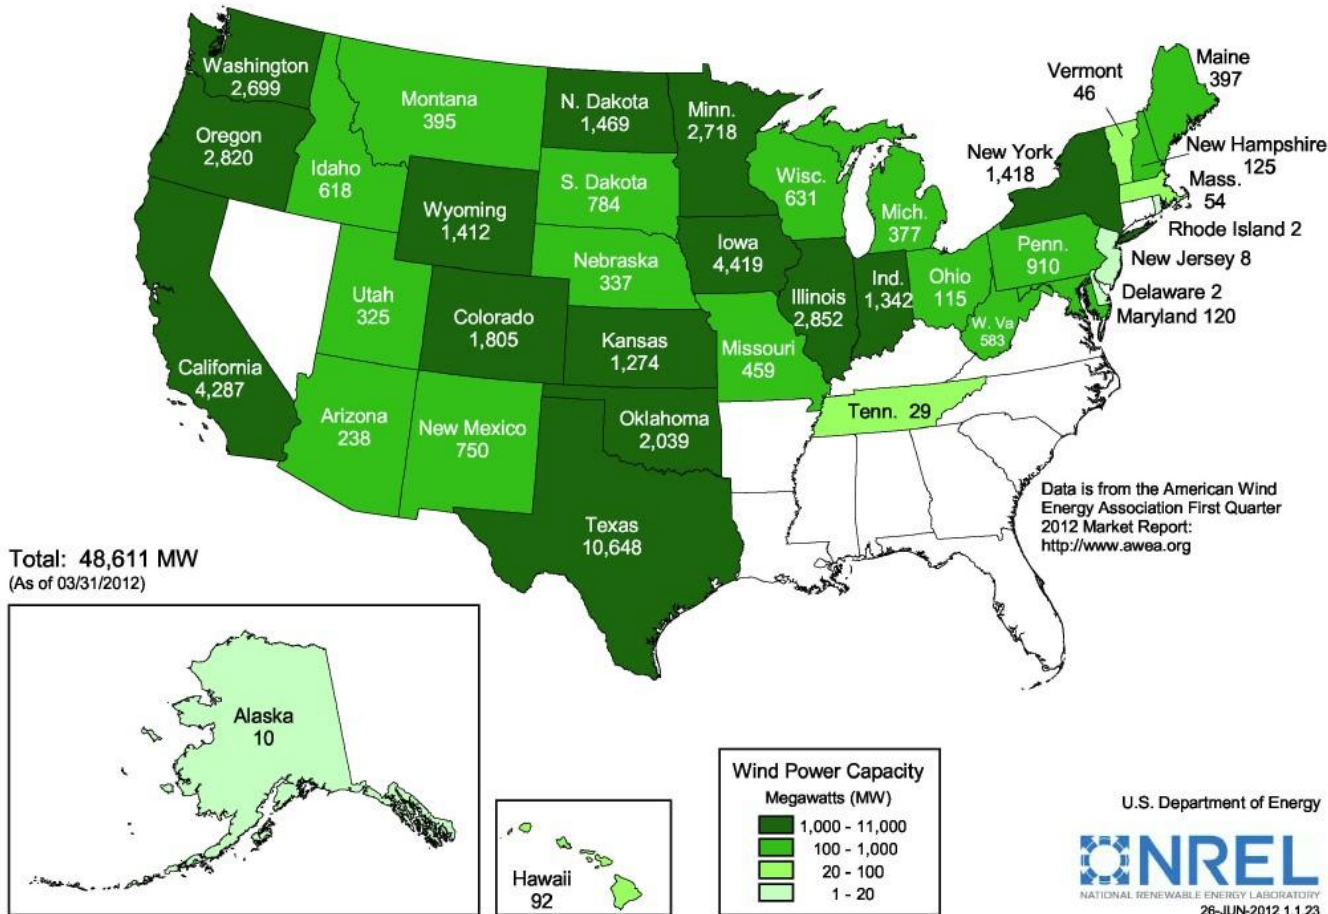 Washington
2,699
Oregon
2,820
California
4,287
Idaho
618
Montana
395
Wyoming
1,412
Utah
325
Colorado
1,805
Arizona
238
New Mexico
750
N. Dakota
1,469
S. Dakota
784
Nebraska
337
Kansas
1,274
Oklahoma
2,039
Texas
10,648
Minn.
2,718
Iowa
4,419
Missouri
459
Wisc.
631
Illinois
2,852
Mich.
377
Ind.
1,342
Ohio
115
W. Va
583
Tenn. 29
Penn.
910
New York
1,418
Vermont
46
Maine
397
New Hampshire
125
Mass.
54
Rhode Island 2
New Jersey 8
Delaware 2
Maryland 120
Data is from the American Wind
Energy Association First Quarter
2012 Market Report:
http://www.awea.org
Total: 48,611 MW
(As of 03/31/2012)
Alaska
10
Hawaii
92
Wind Power Capacity
Megawatts (MW)
1,000 - 11,000
100 - 1,000
20 - 100
1 - 20
U.S. Department of Energy
NREL
NATIONAL RENEWABLE ENERGY LABORATORY
26-JUN-2012 1.1.23